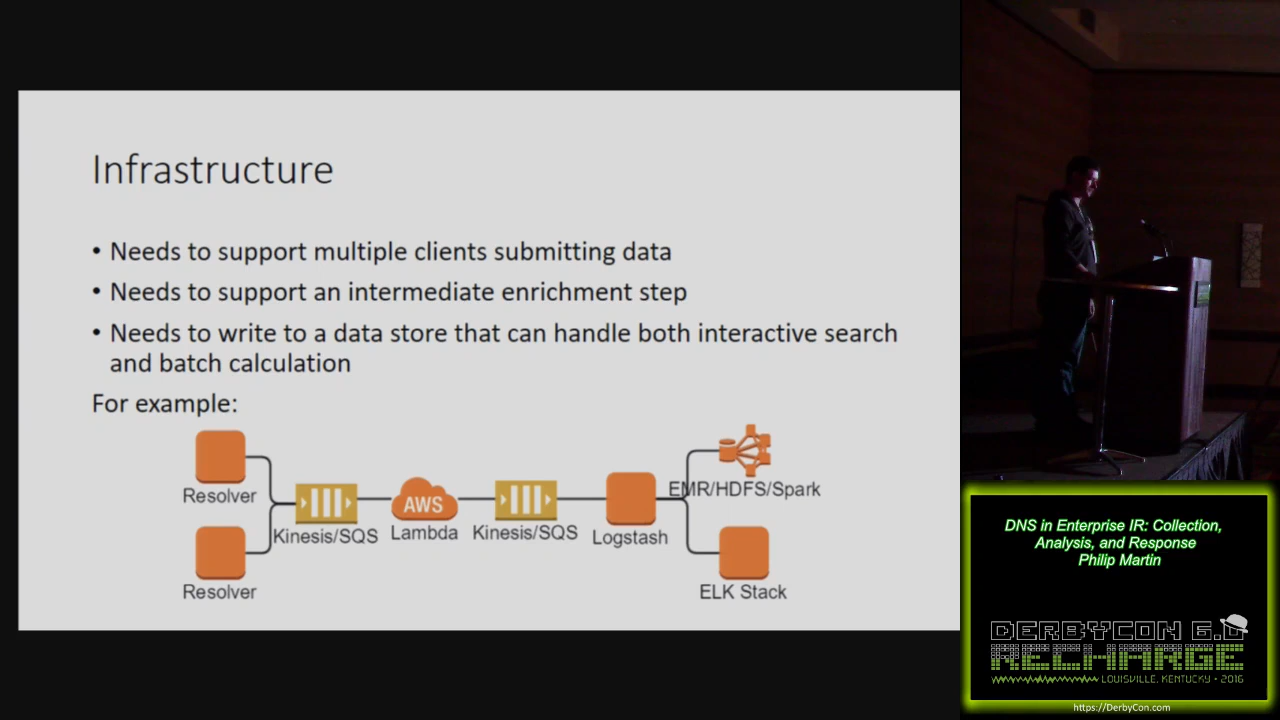 Infrastructure
• Needs to support multiple clients submitting data
• Needs to support an intermediate enrichment step
• Needs to write to a data store that can handle both interactive search
and batch calculation
For example:
Resolver
Resolver
Kinesis/SQS
AWS
Lambda
Kinesis/SQS
Logstash
EMR/HDFS/Spark
ELK Stack
DNS in Enterprise IR: Collection,
Analysis, and Response
Philip Martin
DERBYCON 6.0
RECHARGE
LOUISVILLE, KENTUCKY • 2016
https://DerbyCon.com